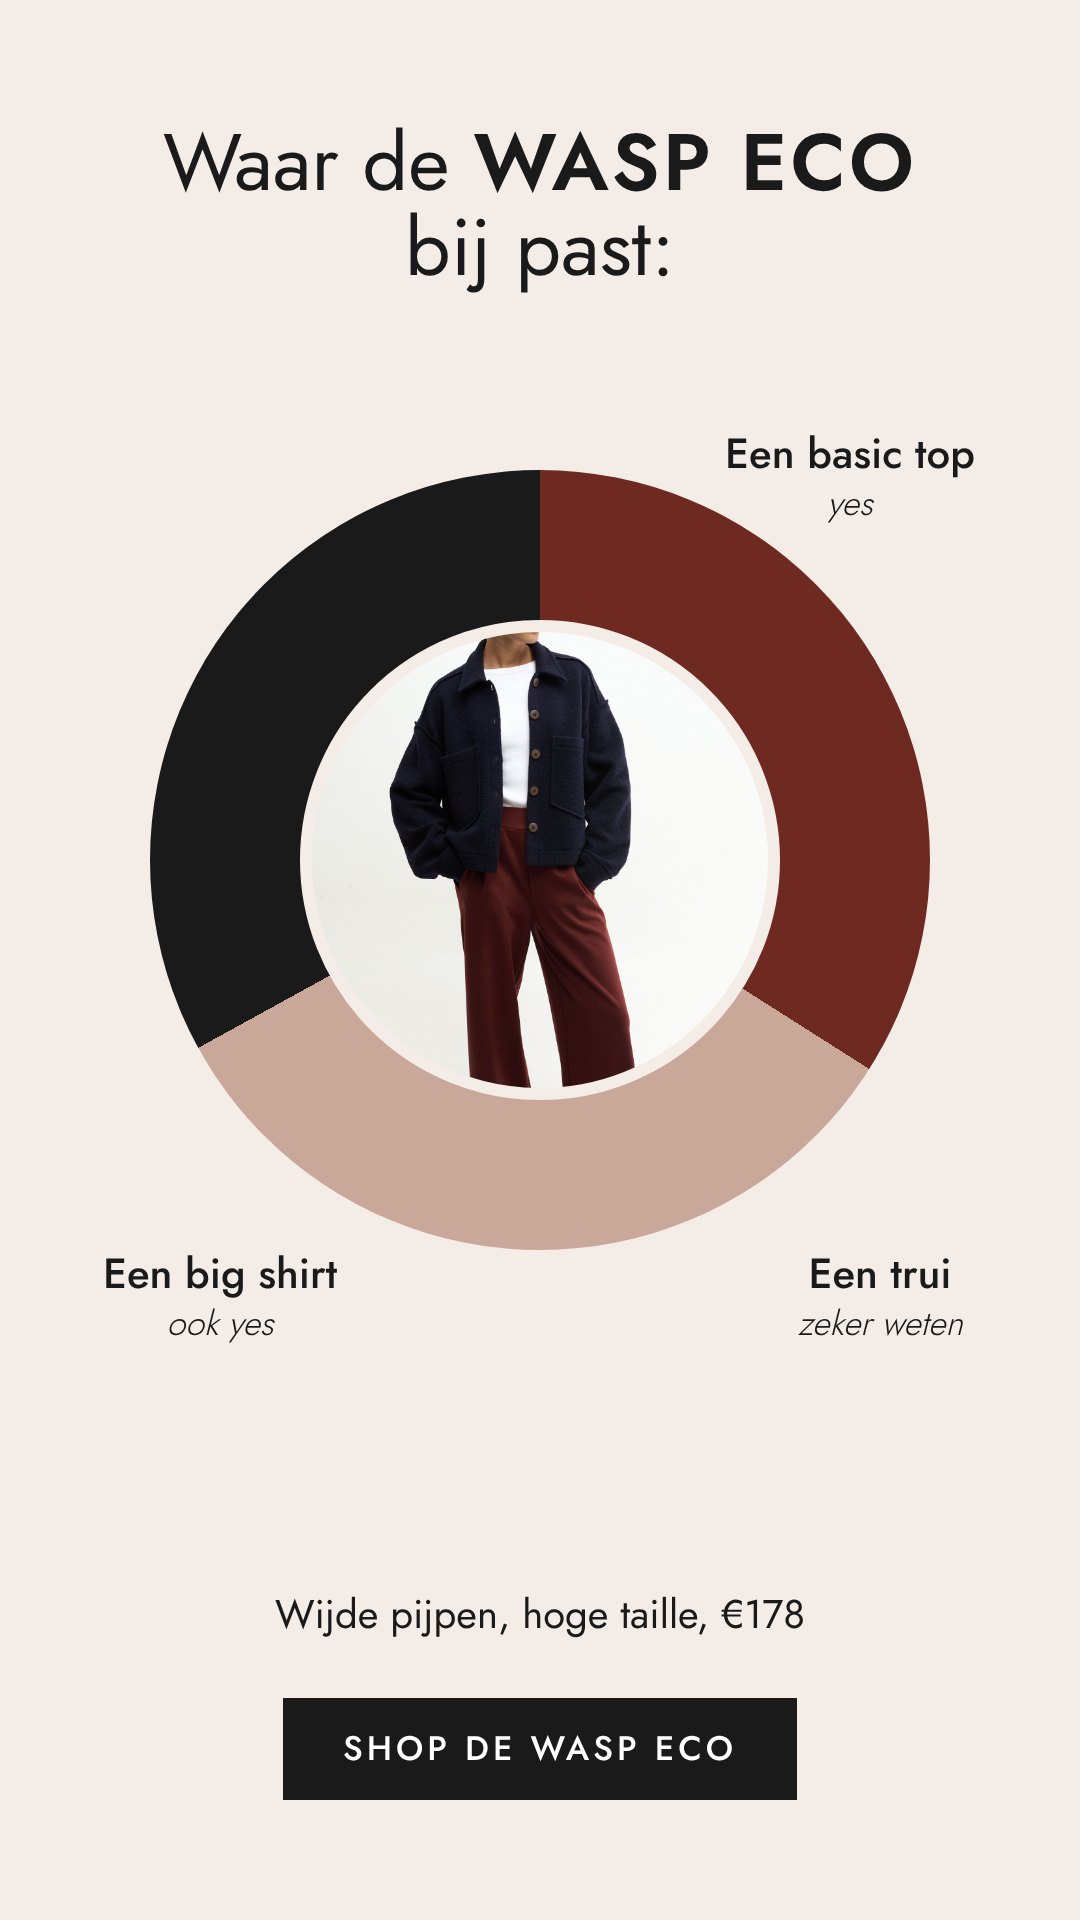 Waar de WASP ECO
bij past:
Een basic top
yes
Een big shirt
ook yes
Een trui
zeker weten
Wijde pijpen, hoge taille, €178
SHOP DE WASP ECO